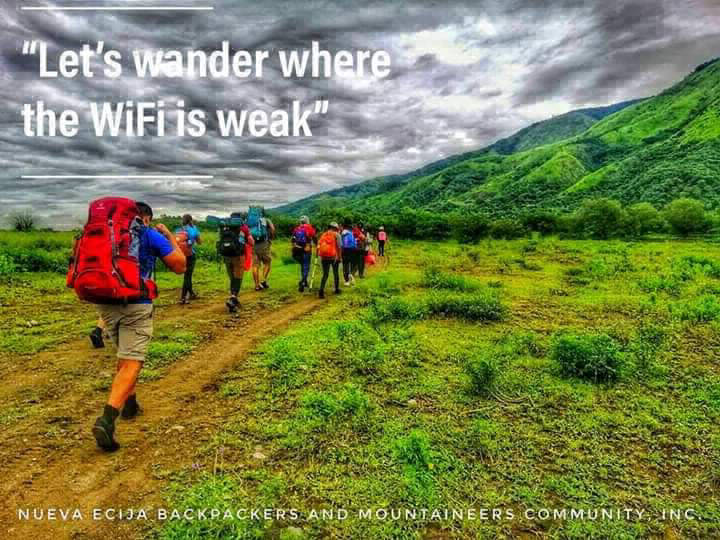 “Let’s wander where
the WiFi is weak”
NUEVA ECIJA BACKPACKERS AND MOUNTAINEERS COMMUNITY, INC.